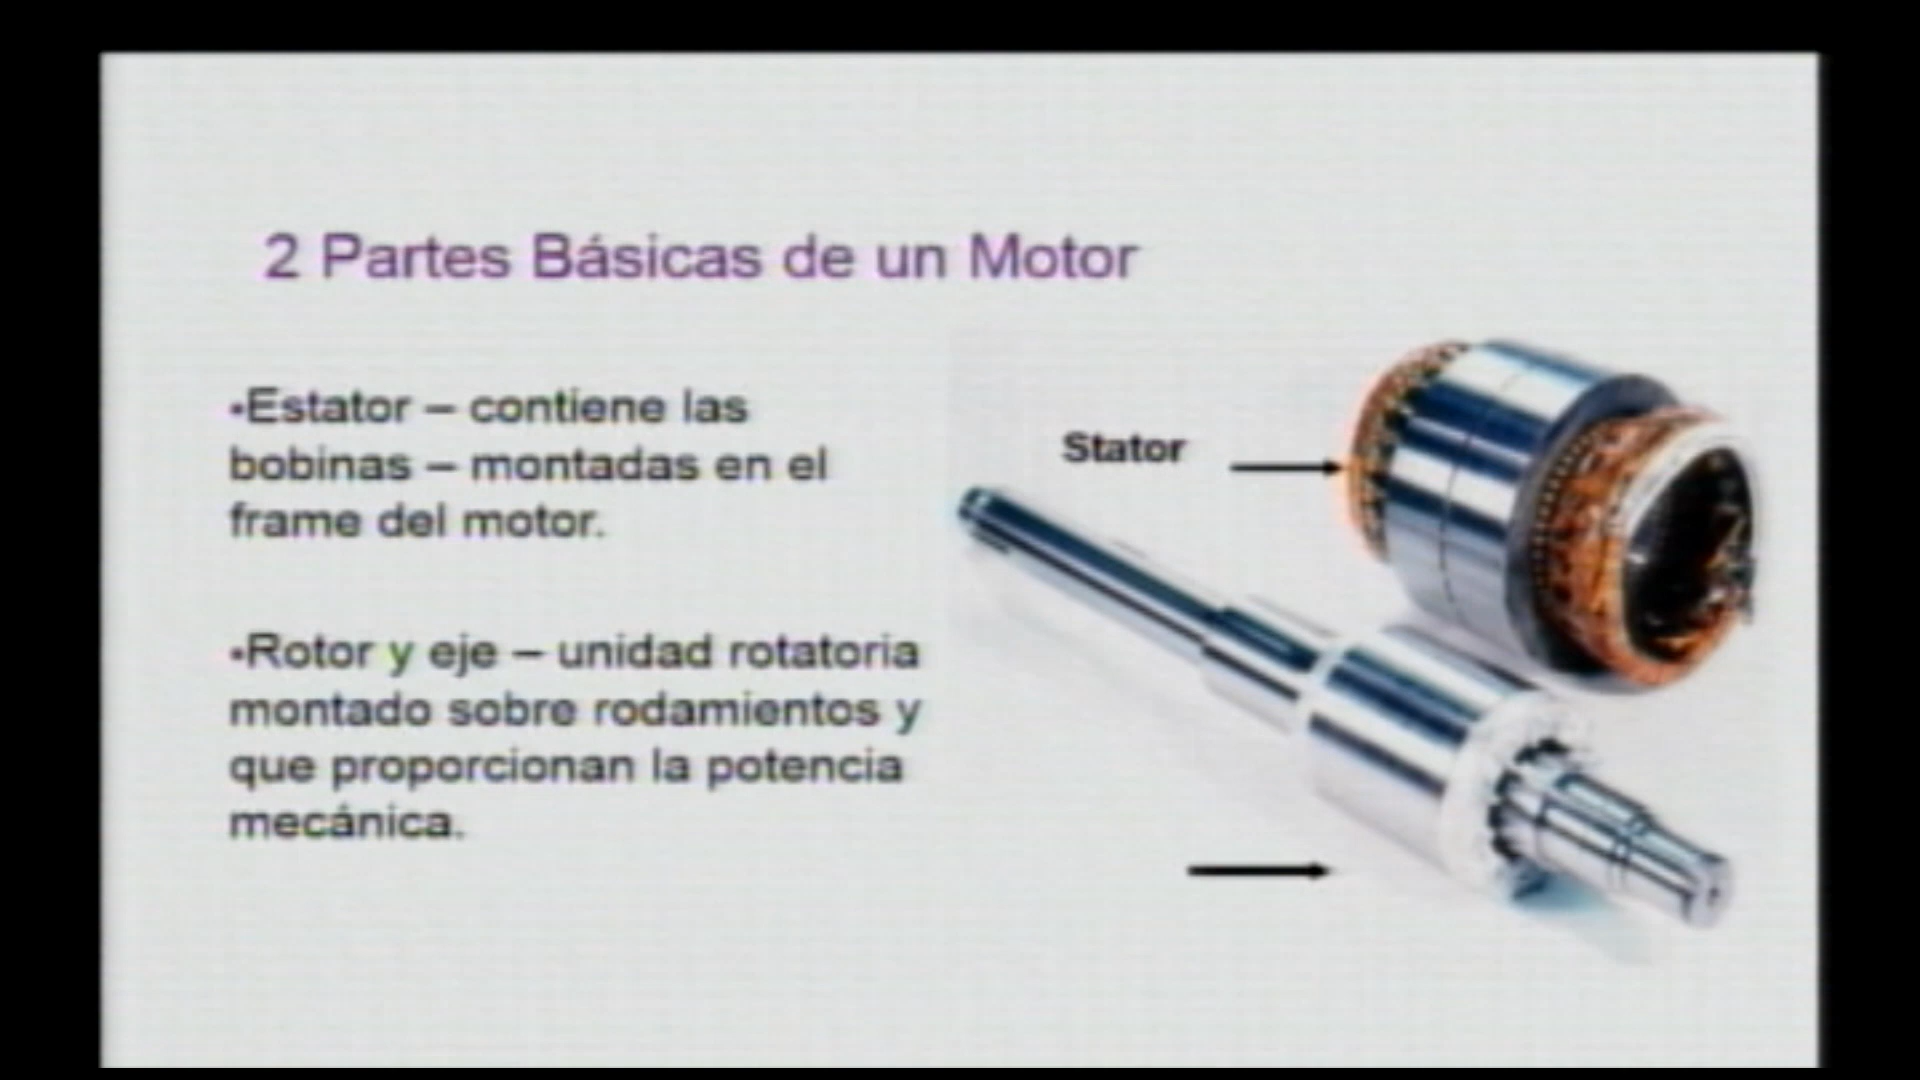 2 Partes Básicas de un Motor
•Estator – contiene las
bobinas – montadas en el
frame del motor.
Stator
•Rotor y eje – unidad rotatoria
montado sobre rodamientos y
que proporcionan la potencia
mecánica.